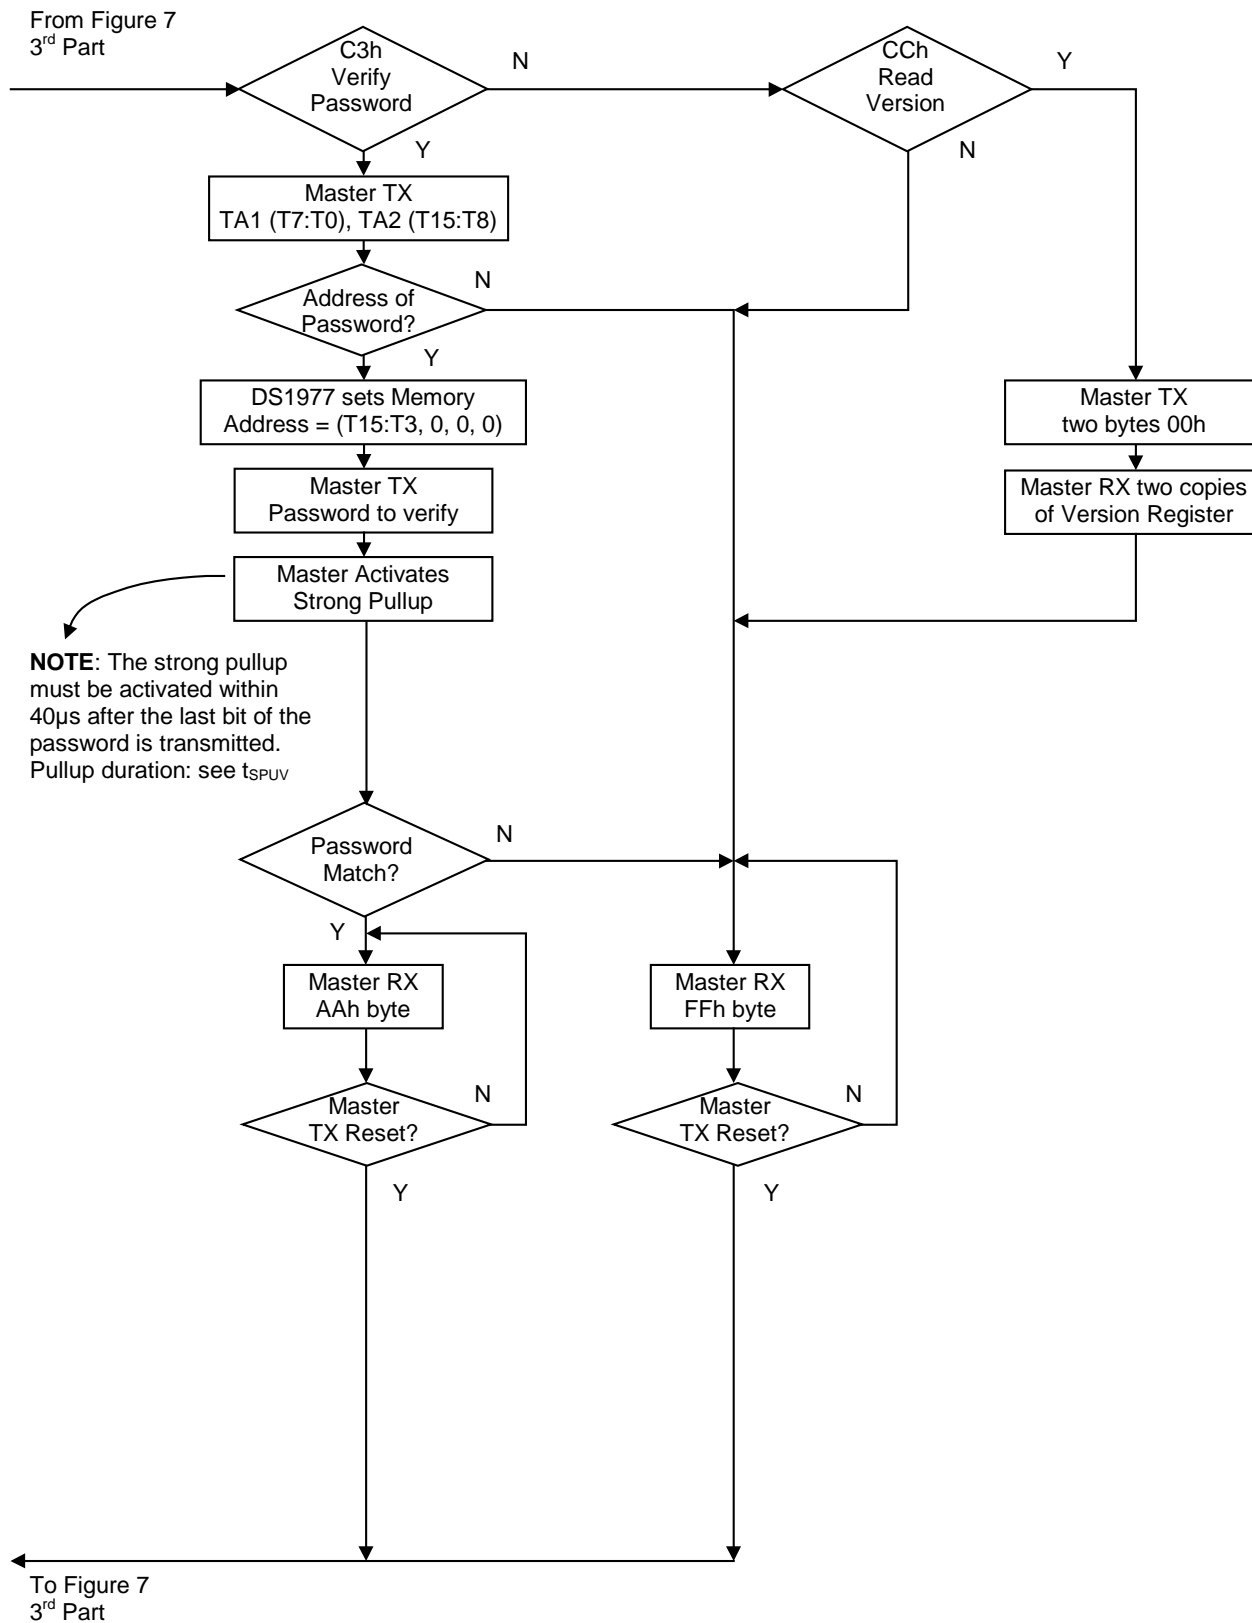 From Figure 7
3rd Part
C3h
Verify
Password
N
Y
CCh
Read
Version
Y
N
Master TX
TA1 (T7:T0), TA2 (T15:T8)
Address of
Password?
N
Y
DS1977 sets Memory
Address = (T15:T3, 0, 0, 0)
Master TX
two bytes 00h
Master TX
Password to verify
Master RX two copies
of Version Register
Master Activates
Strong Pullup
NOTE: The strong pullup
must be activated within
40µs after the last bit of the
password is transmitted.
Pullup duration: see tSPUV
Password
Match?
N
Y
Master RX
AAh byte
Master RX
FFh byte
Master
TX Reset?
N
Y
Master
TX Reset?
N
Y
To Figure 7
3rd Part